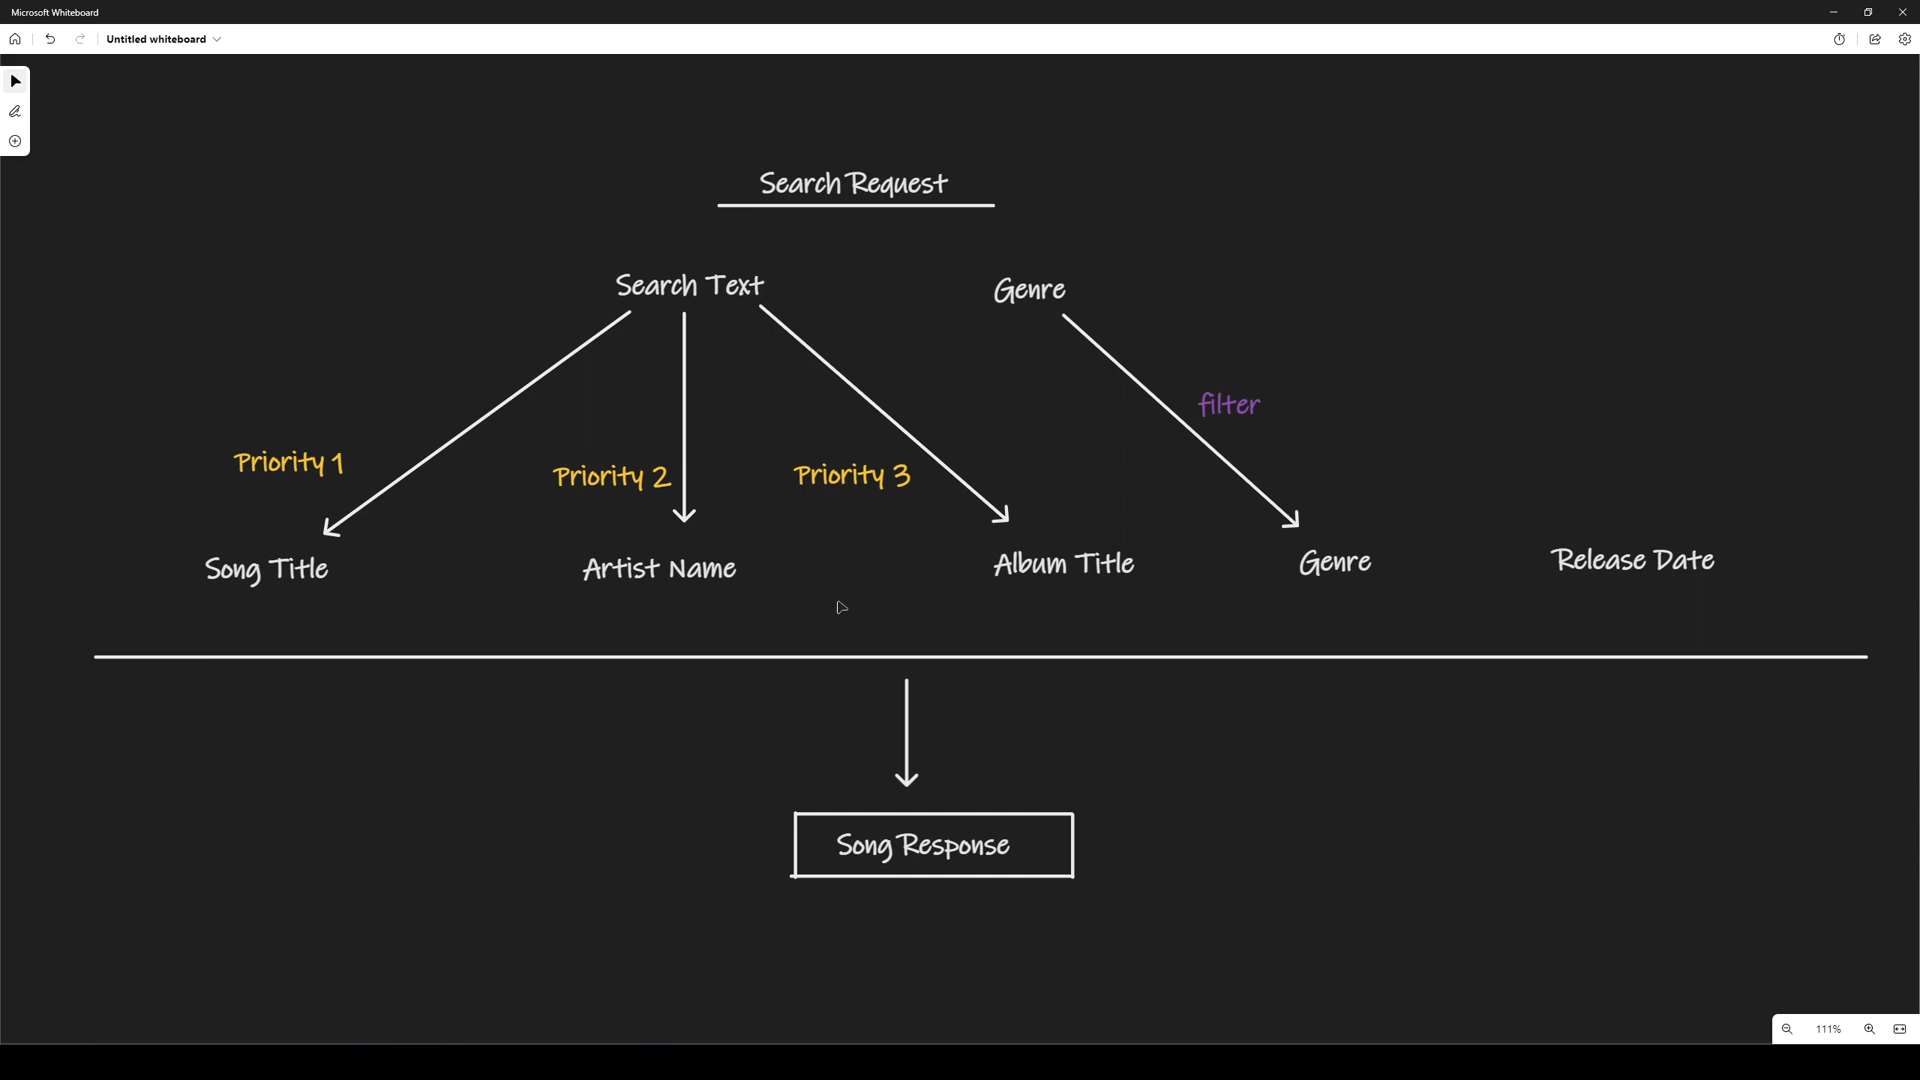 Microsoft Whiteboard
Untitled whiteboard
Search Request
Search Text
Genre
filter
Priority 1
Priority 2
Priority 3
Song Title
Artist Name
Album Title
Genre
Release Date
Song Response
111%